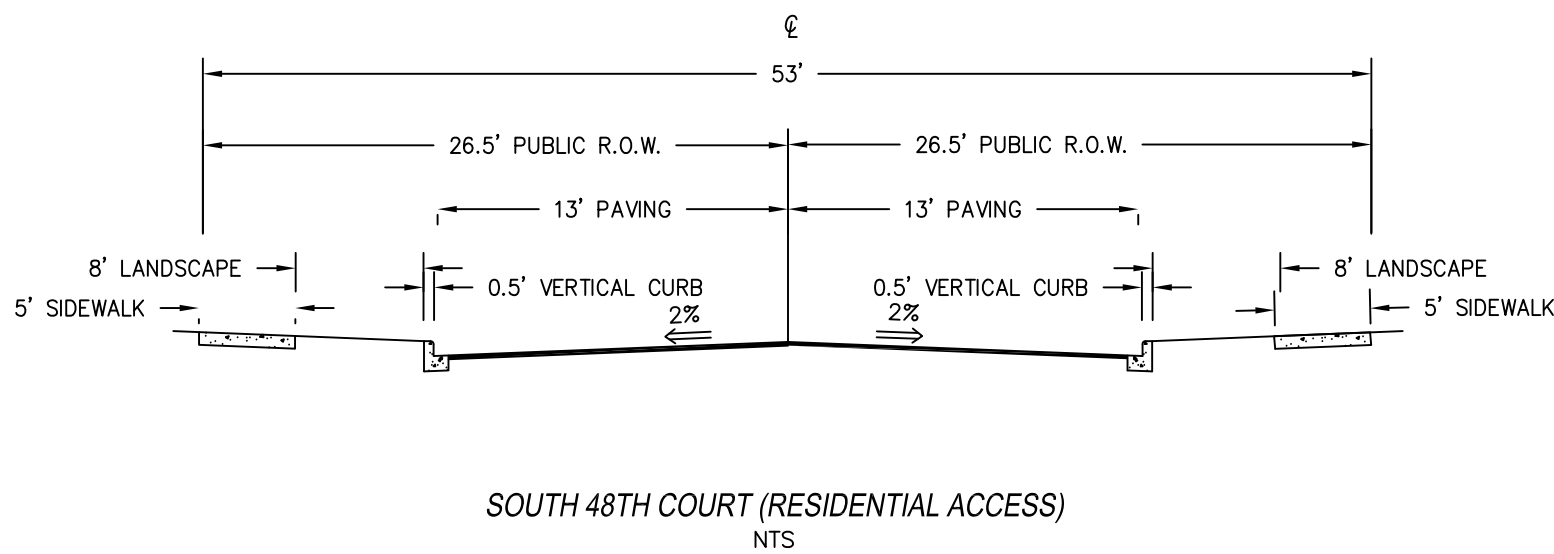 ℄
53'
26.5' PUBLIC R.O.W. 26.5' PUBLIC R.O.W.
13' PAVING 13' PAVING
8' LANDSCAPE 8' LANDSCAPE
0.5' VERTICAL CURB 0.5' VERTICAL CURB
5' SIDEWALK 5' SIDEWALK
2% 2%
SOUTH 48TH COURT (RESIDENTIAL ACCESS)
NTS